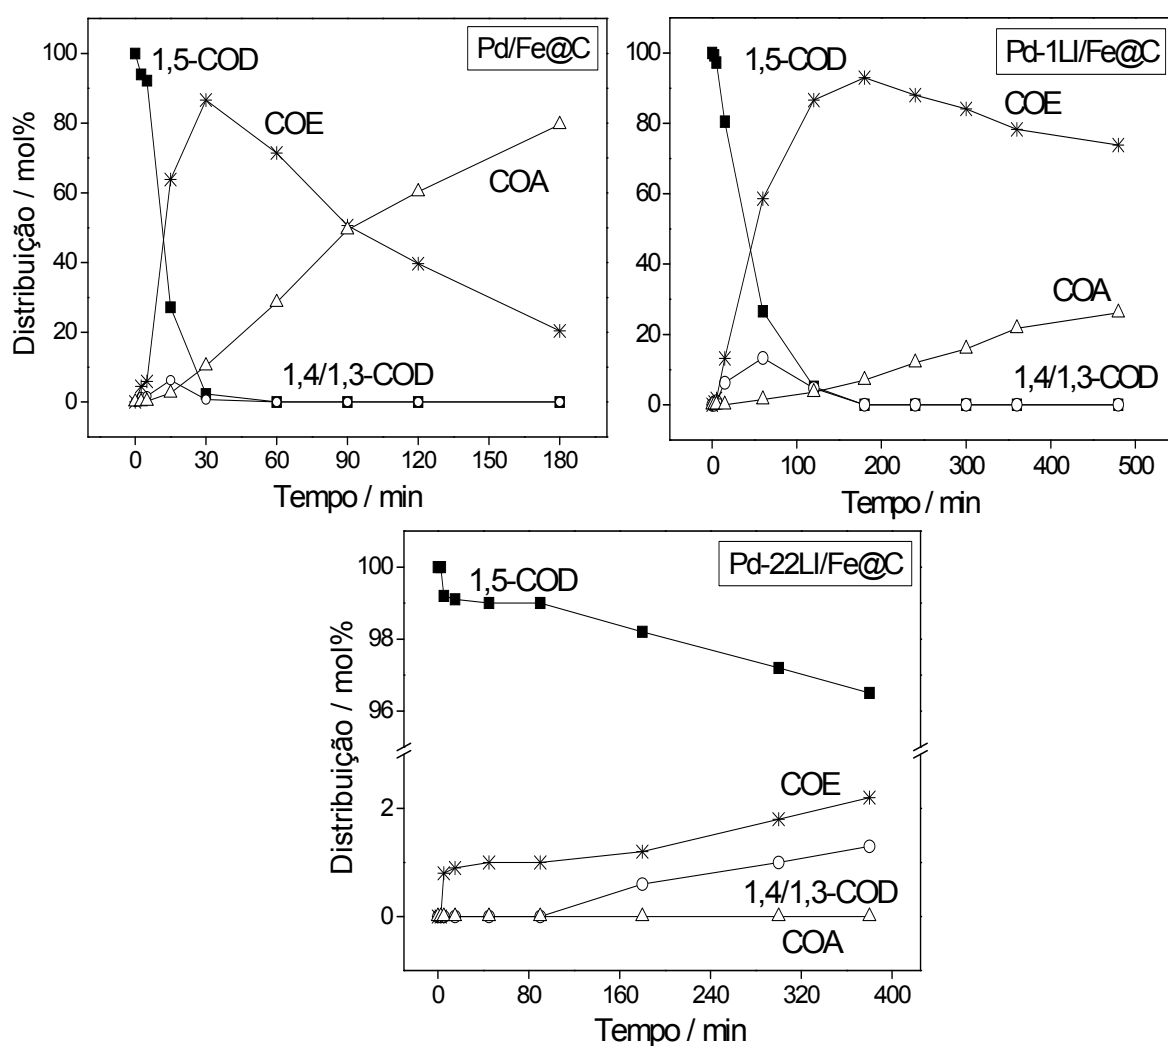 Pd/Fe@C
1,5-COD
COE
COA
1,4/1,3-COD
Distribuição / mol%
100
80
60
40
20
0
0 30 60 90 120 150 180
Tempo / min
Pd-1LI/Fe@C
1,5-COD
COE
COA
1,4/1,3-COD
100
80
60
40
20
0
0 100 200 300 400 500
Tempo / min
Pd-22LI/Fe@C
1,5-COD
COE
1,4/1,3-COD
COA
Distribuição / mol%
100
98
96
2
0
0 80 160 240 320 400
Tempo / min